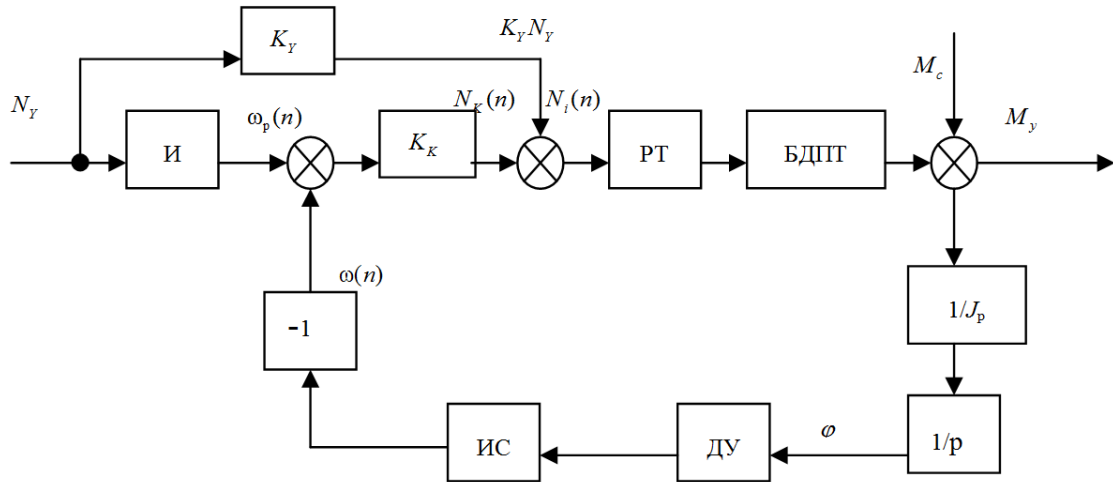 K_Y
K_Y N_Y
M_c
N_Y
ω_p(n)
N_K(n)
N_i(n)
M_y
И
K_K
РТ
БДПТ
ω(n)
-1
1/J_p
ИС
ДУ
φ
1/p